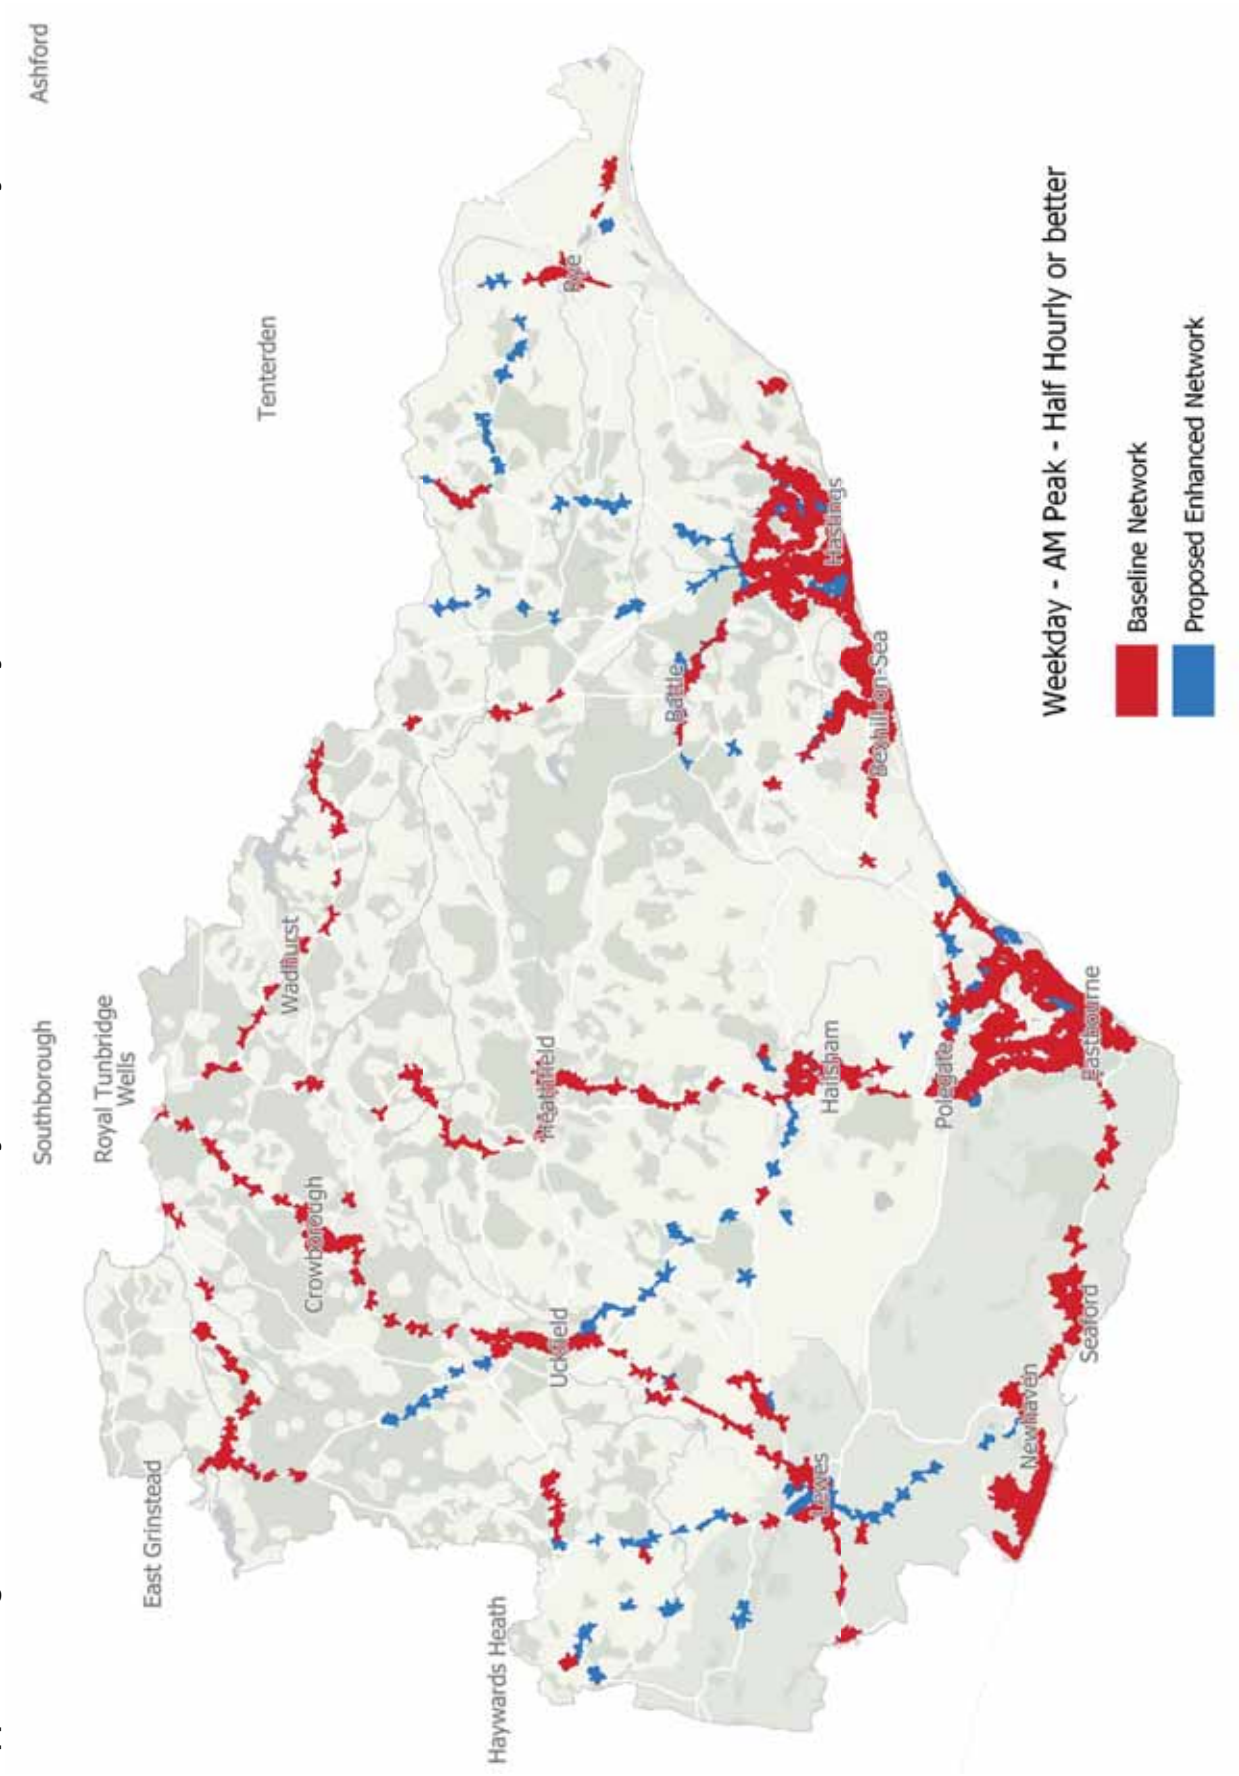 Ashford
Southborough
Royal Tunbridge
Wells
East Grinstead
Tenterden
Wadhurst
Crowborough
Haywards Heath
Heathfield
Uckfield
Rye
Battle
Lewes
Hailsham
Hastings
Bexhill-on-Sea
Polegate
Newhaven
Seaford
Eastbourne
Weekday - AM Peak - Half Hourly or better
Baseline Network
Proposed Enhanced Network